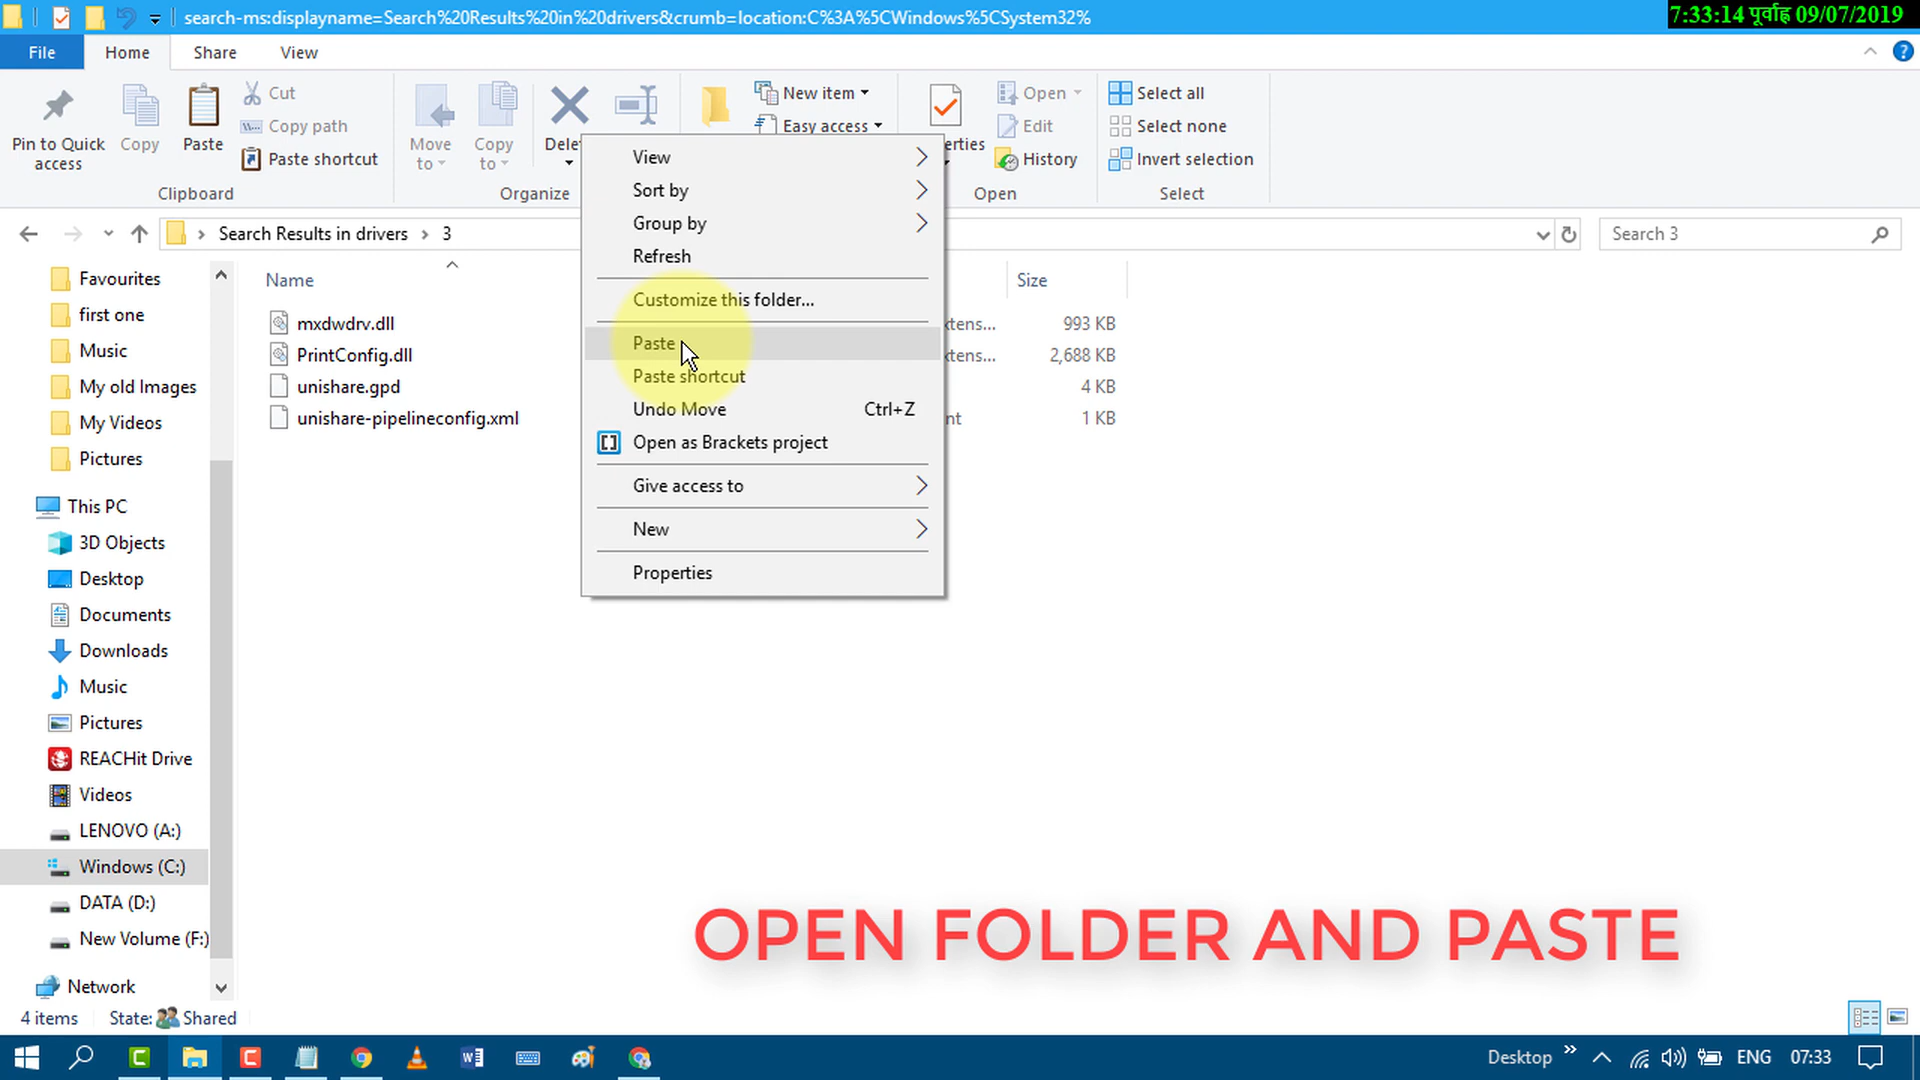 search-ms:displayname=Search%20Results%20in%20drivers&crumb=location:C%3A%5CWindows%5CSystem32%
7:33:14 পূর্বাহ্ণ 09/07/2019
File Home Share View
Pin to Quick access
Copy
Paste
Cut
Copy path
Paste shortcut
Clipboard
Move to
Copy to
Delet
Organize
New item
Easy access
erties
Open
Edit
History
Open
Select all
Select none
Invert selection
Select
Search Results in drivers 3
Search 3
Favourites
first one
Music
My old Images
My Videos
Pictures
This PC
3D Objects
Desktop
Documents
Downloads
Music
Pictures
REACHit Drive
Videos
LENOVO (A:)
Windows (C:)
DATA (D:)
New Volume (F:)
Network
Name Size
mxdwdrv.dll xtens... 993 KB
PrintConfig.dll xtens... 2,688 KB
unishare.gpd 4 KB
unishare-pipelineconfig.xml nt 1 KB
View
Sort by
Group by
Refresh
Customize this folder...
Paste
Paste shortcut
Undo Move Ctrl+Z
Open as Brackets project
Give access to
New
Properties
OPEN FOLDER AND PASTE
4 items State: Shared
Desktop ENG 07:33